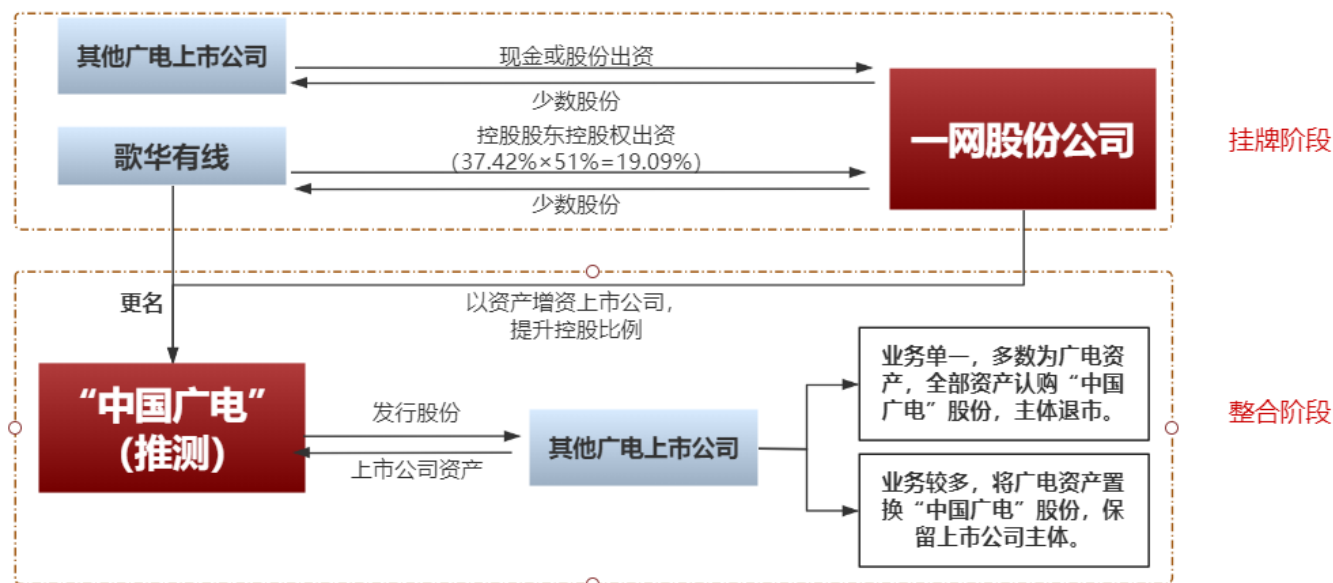 其他广电上市公司
现金或股份出资
少数股份
歌华有线
控股股东控股权出资
（37.42%×51%=19.09%）
少数股份
一网股份公司
挂牌阶段
更名
以资产增资上市公司，
提升控股比例
“中国广电”
（推测）
发行股份
上市公司资产
其他广电上市公司
业务单一，多数为广电资
产，全部资产认购“中国
广电”股份，主体退市。
业务较多，将广电资产置
换“中国广电”股份，保
留上市公司主体。
整合阶段